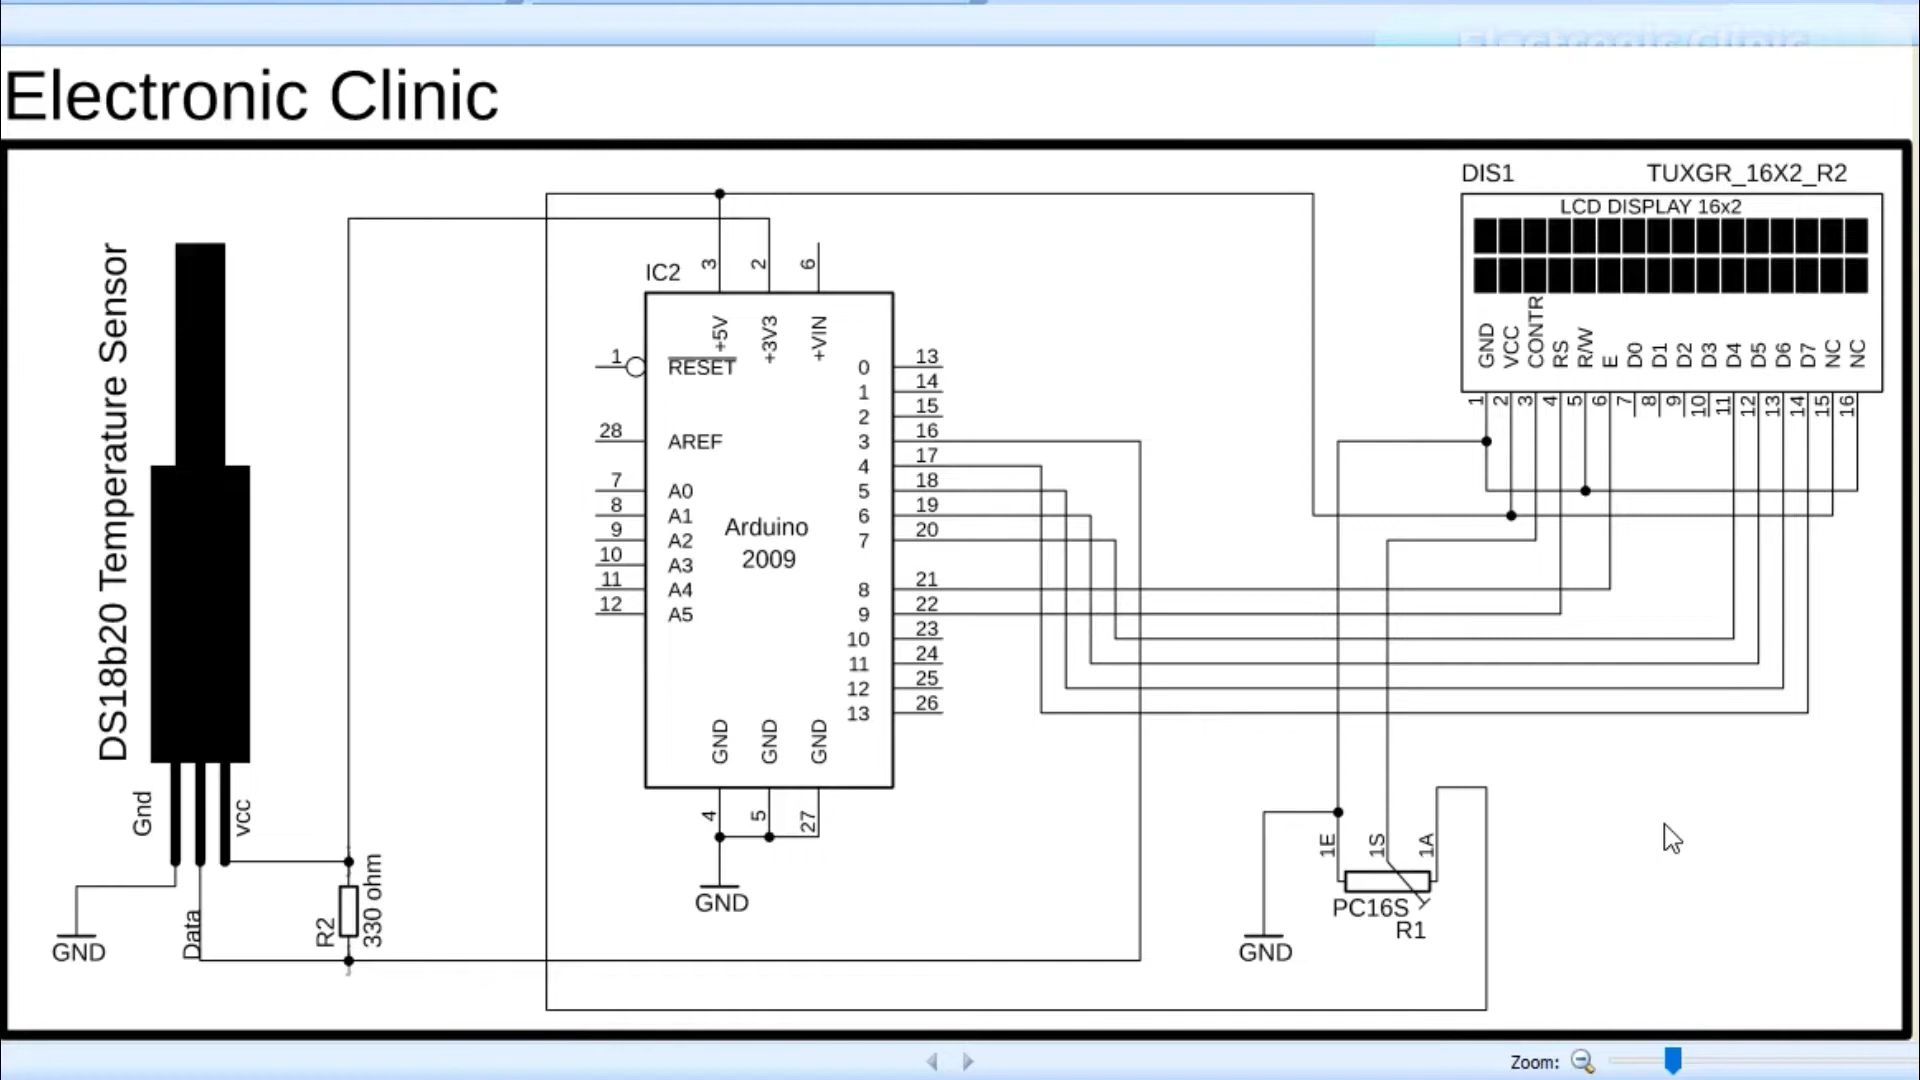 Electronic Clinic
Electronic Clinic
DIS1 TUXGR_16X2_R2
LCD DISPLAY 16x2
GND VCC CONTR RS R/W E D0 D1 D2 D3 D4 D5 D6 D7 NC NC
1 2 3 4 5 6 7 8 9 10 11 12 13 14 15 16
DS18b20 Temperature Sensor
Gnd
Data
vcc
GND
R2
330 ohm
IC2
3 2 6
+5V +3V3 +VIN
1 RESET
28 AREF
7 A0
8 A1
9 A2
10 A3
11 A4
12 A5
Arduino
2009
0 13
1 14
2 15
3 16
4 17
5 18
6 19
7 20
8 21
9 22
10 23
11 24
12 25
13 26
GND GND GND
4 5 27
GND
1E 1S 1A
PC16S
R1
GND
Zoom: